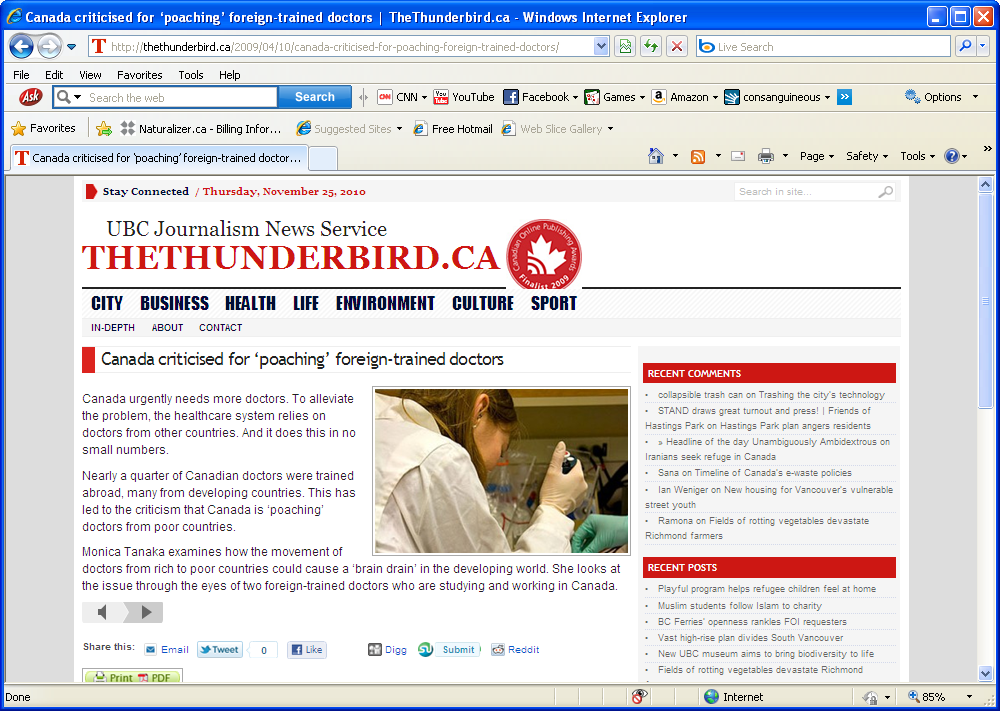 Canada criticised for ‘poaching’ foreign-trained doctors | TheThunderbird.ca - Windows Internet Explorer
http://thethunderbird.ca/2009/04/10/canada-criticised-for-poaching-foreign-trained-doctors/
Live Search
File Edit View Favorites Tools Help
Ask Search the web Search CNN CNN You Tube YouTube Facebook Games Amazon consanguineous Options
Favorites Naturalizer.ca - Billing Infor... Suggested Sites Free Hotmail Web Slice Gallery
Canada criticised for ‘poaching’ foreign-trained doctor... Page Safety Tools
Stay Connected / Thursday, November 25, 2010 Search in site...
UBC Journalism News Service
THETHUNDERBIRD.CA
Canadian Online Publishing Awards
Finalist 2009
CITY BUSINESS HEALTH LIFE ENVIRONMENT CULTURE SPORT
IN-DEPTH ABOUT CONTACT
Canada criticised for ‘poaching’ foreign-trained doctors
Canada urgently needs more doctors. To alleviate
the problem, the healthcare system relies on
doctors from other countries. And it does this in no
small numbers.
Nearly a quarter of Canadian doctors were trained
abroad, many from developing countries. This has
led to the criticism that Canada is ‘poaching’
doctors from poor countries.
Monica Tanaka examines how the movement of
doctors from rich to poor countries could cause a ‘brain drain’ in the developing world. She looks at
the issue through the eyes of two foreign-trained doctors who are studying and working in Canada.
Share this: Email Tweet 0 Like Digg Submit Reddit
Print PDF
RECENT COMMENTS
• collapsible trash can on Trashing the city's technology
• STAND draws great turnout and press! | Friends of
Hastings Park on Hastings Park plan angers residents
• » Headline of the day Unambiguously Ambidextrous on
Iranians seek refuge in Canada
• Sana on Timeline of Canada's e-waste policies
• Ian Weniger on New housing for Vancouver's vulnerable
street youth
• Ramona on Fields of rotting vegetables devastate
Richmond farmers
RECENT POSTS
• Playful program helps refugee children feel at home
• Muslim students follow Islam to charity
• BC Ferries' openness rankles FOI requesters
• Vast high-rise plan divides South Vancouver
• New UBC museum aims to bring biodiversity to life
• Fields of rotting vegetables devastate Richmond
Done Internet 85%